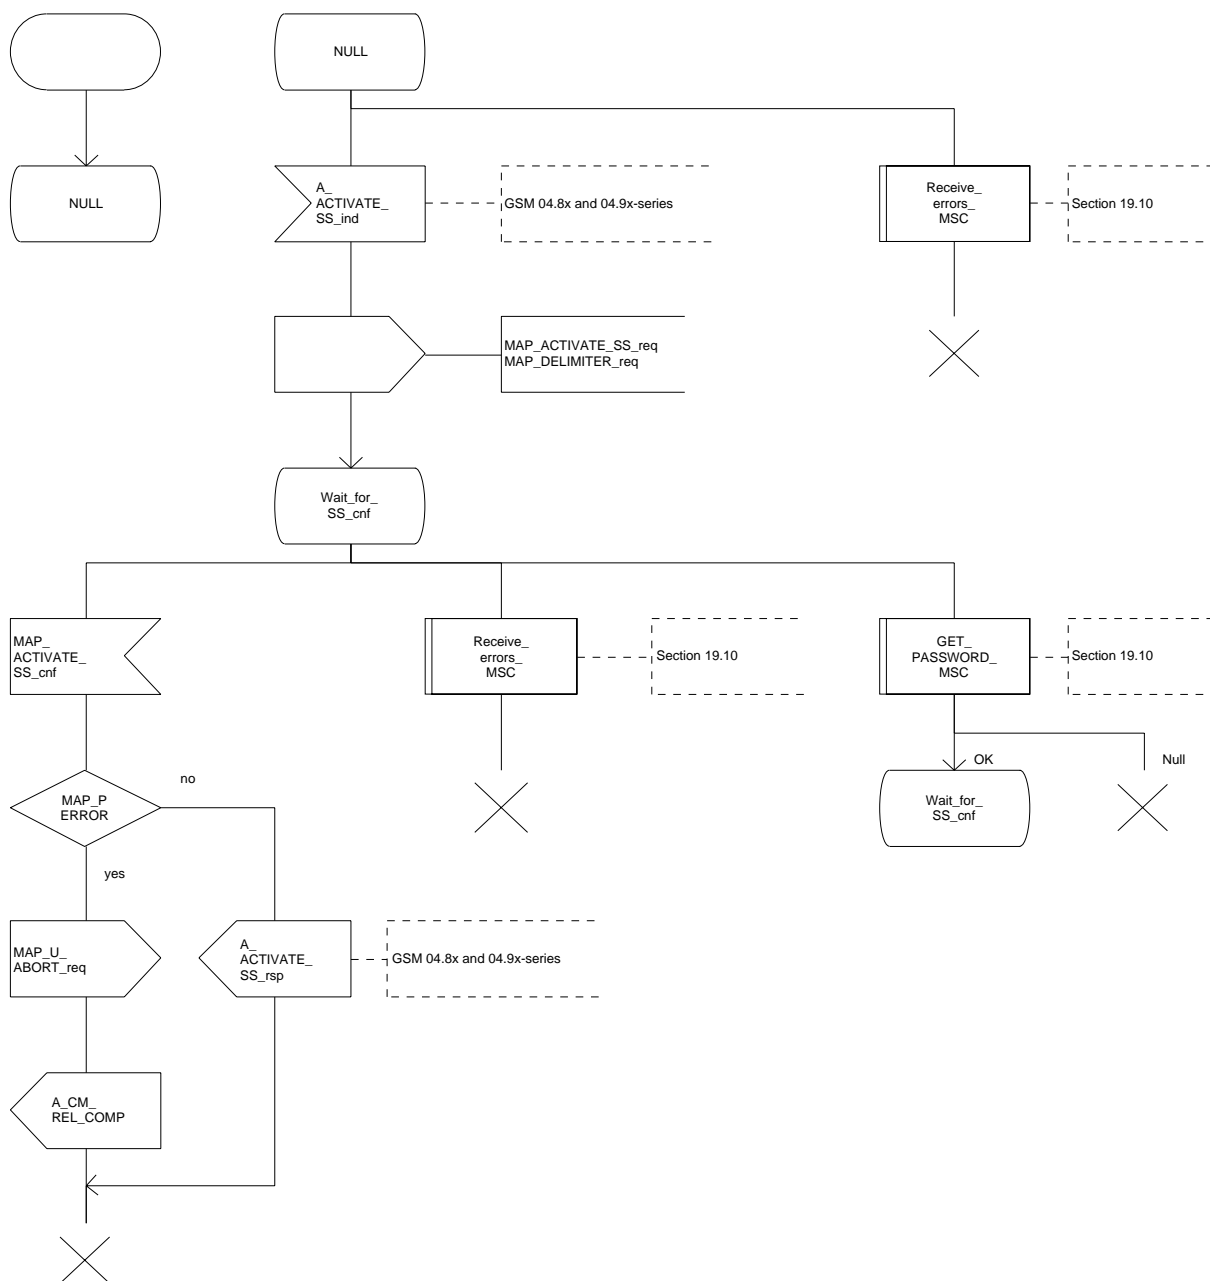 NULL
NULL
A_
ACTIVATE_
SS_ind
GSM 04.8x and 04.9x-series
Receive_
errors_
MSC
Section 19.10
MAP_ACTIVATE_SS_req
MAP_DELIMITER_req
Wait_for_
SS_cnf
MAP_
ACTIVATE_
SS_cnf
Receive_
errors_
MSC
Section 19.10
GET_
PASSWORD_
MSC
Section 19.10
OK
Null
Wait_for_
SS_cnf
MAP_P
ERROR
no
yes
MAP_U_
ABORT_req
A_
ACTIVATE_
SS_rsp
GSM 04.8x and 04.9x-series
A_CM_
REL_COMP